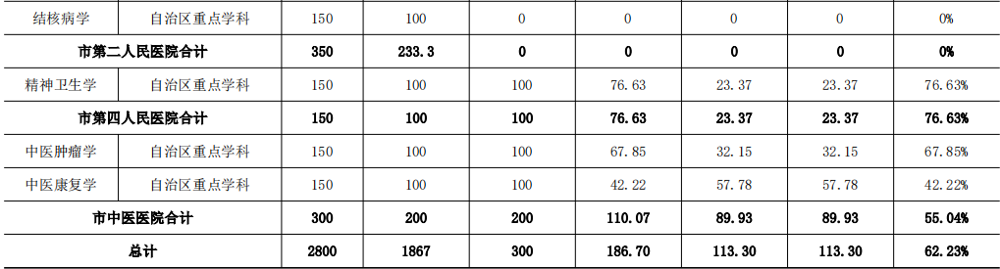 结核病学 自治区重点学科 150 100 0 0 0 0 0%
市第二人民医院合计 350 233.3 0 0 0 0 0%
精神卫生学 自治区重点学科 150 100 100 76.63 23.37 23.37 76.63%
市第四人民医院合计 150 100 100 76.63 23.37 23.37 76.63%
中医肿瘤学 自治区重点学科 150 100 100 67.85 32.15 32.15 67.85%
中医康复学 自治区重点学科 150 100 100 42.22 57.78 57.78 42.22%
市中医医院合计 300 200 200 110.07 89.93 89.93 55.04%
总计 2800 1867 300 186.70 113.30 113.30 62.23%